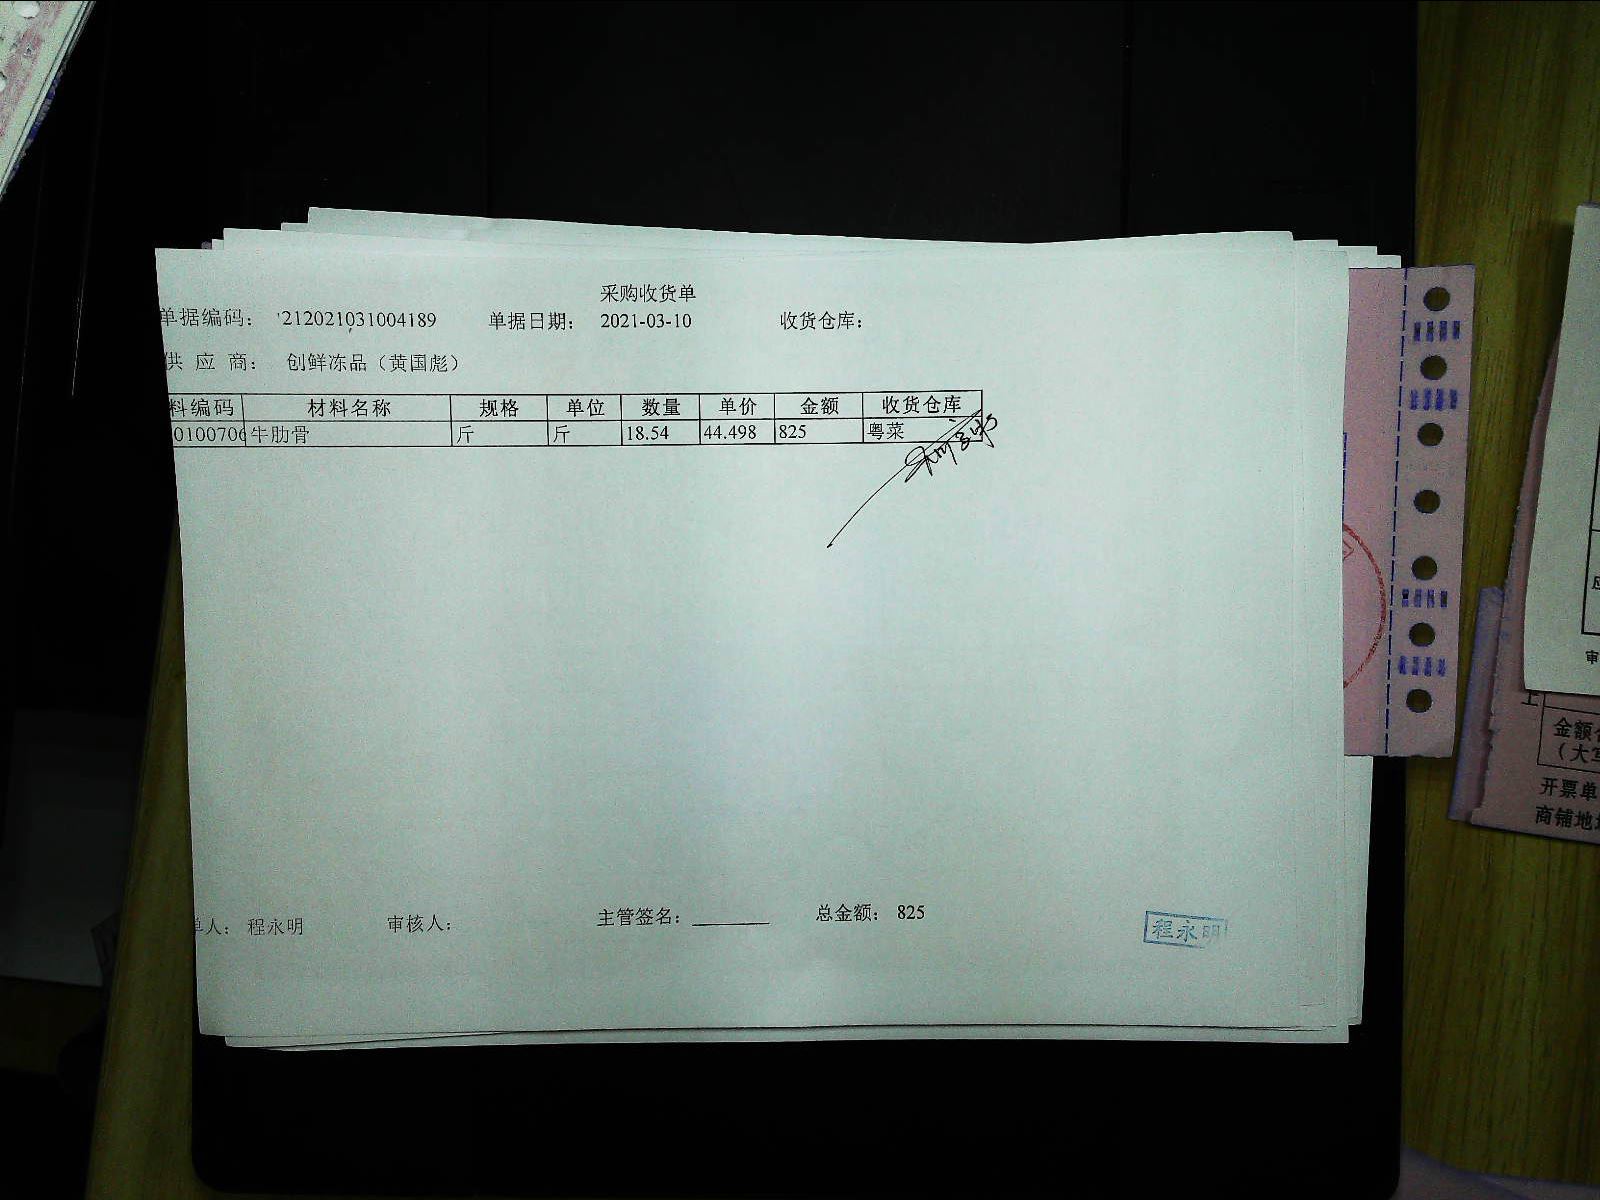 采购收货单
单据编码： '212021031004189 单据日期： 2021-03-10 收货仓库：
供 应 商： 创鲜冻品（黄国彪）
料编码 材料名称 规格 单位 数量 单价 金额 收货仓库
0100706 牛肋骨 斤 斤 18.54 44.498 825 粤菜
单人： 程永明 审核人： 主管签名： 总金额： 825
程永明
应
审
上
金额
（大写
开票单
商铺地